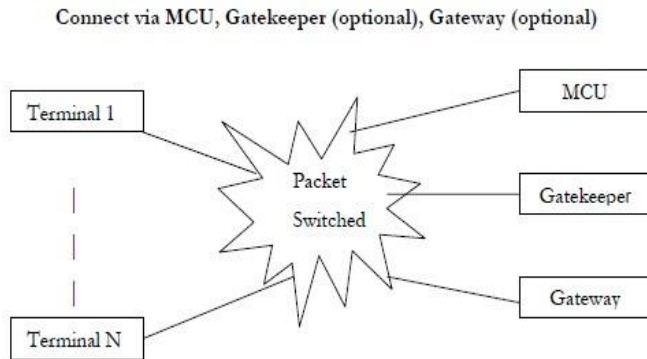 Connect via MCU, Gatekeeper (optional), Gateway (optional)
Terminal 1
MCU
Packet
Switched
Gatekeeper
Gateway
Terminal N